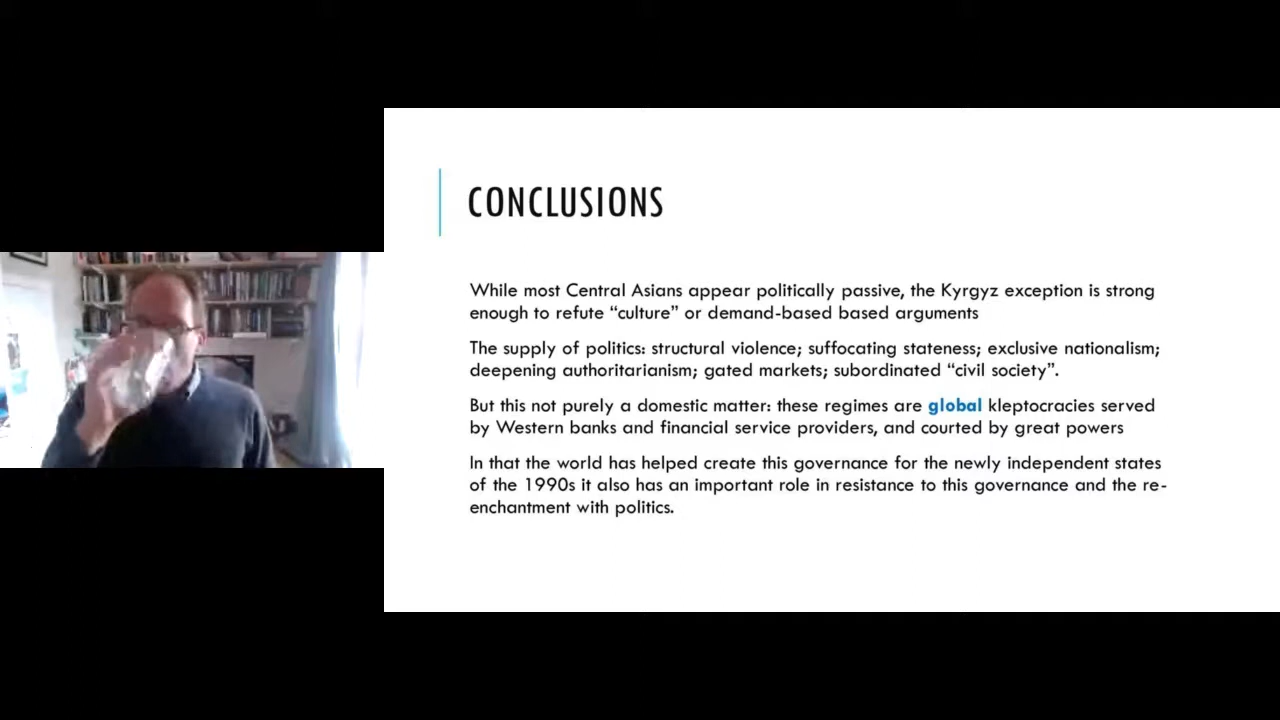 CONCLUSIONS
While most Central Asians appear politically passive, the Kyrgyz exception is strong
enough to refute “culture” or demand-based based arguments
The supply of politics: structural violence; suffocating stateness; exclusive nationalism;
deepening authoritarianism; gated markets; subordinated “civil society”.
But this not purely a domestic matter: these regimes are global kleptocracies served
by Western banks and financial service providers, and courted by great powers
In that the world has helped create this governance for the newly independent states
of the 1990s it also has an important role in resistance to this governance and the re-
enchantment with politics.